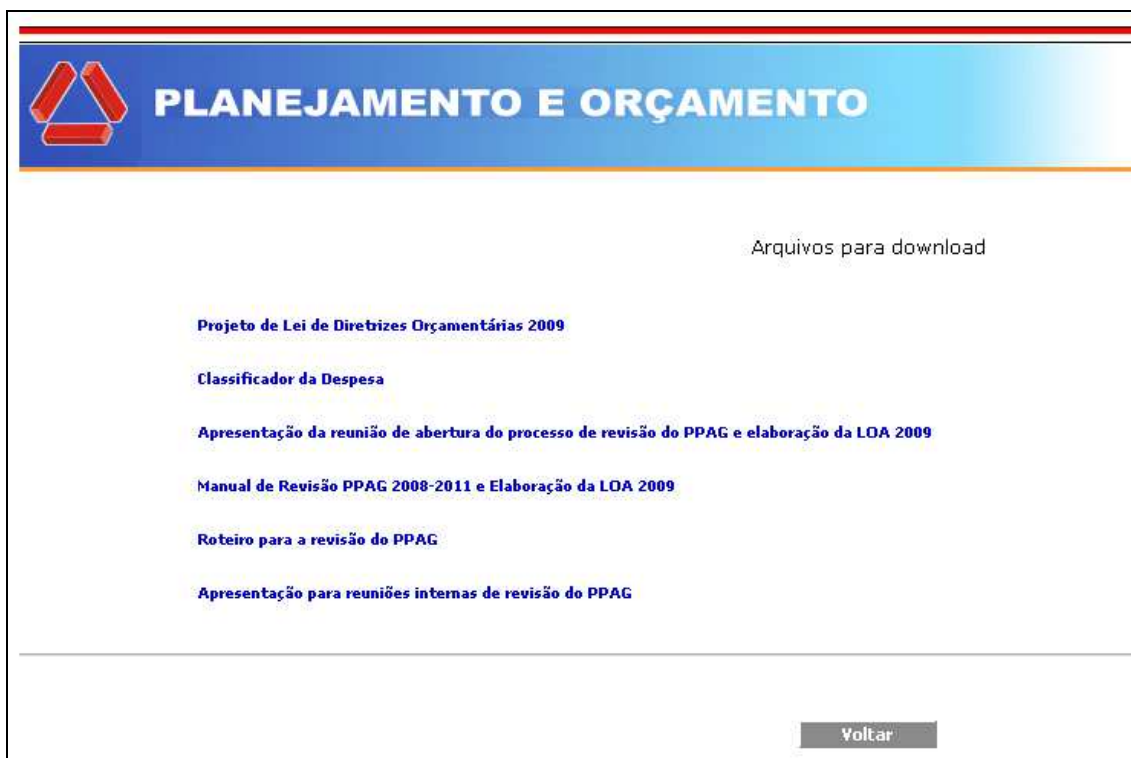 PLANEJAMENTO E ORÇAMENTO
Arquivos para download
Projeto de Lei de Diretrizes Orçamentárias 2009
Classificador da Despesa
Apresentação da reunião de abertura do processo de revisão do PPAG e elaboração da LOA 2009
Manual de Revisão PPAG 2008-2011 e Elaboração da LOA 2009
Roteiro para a revisão do PPAG
Apresentação para reuniões internas de revisão do PPAG
Voltar